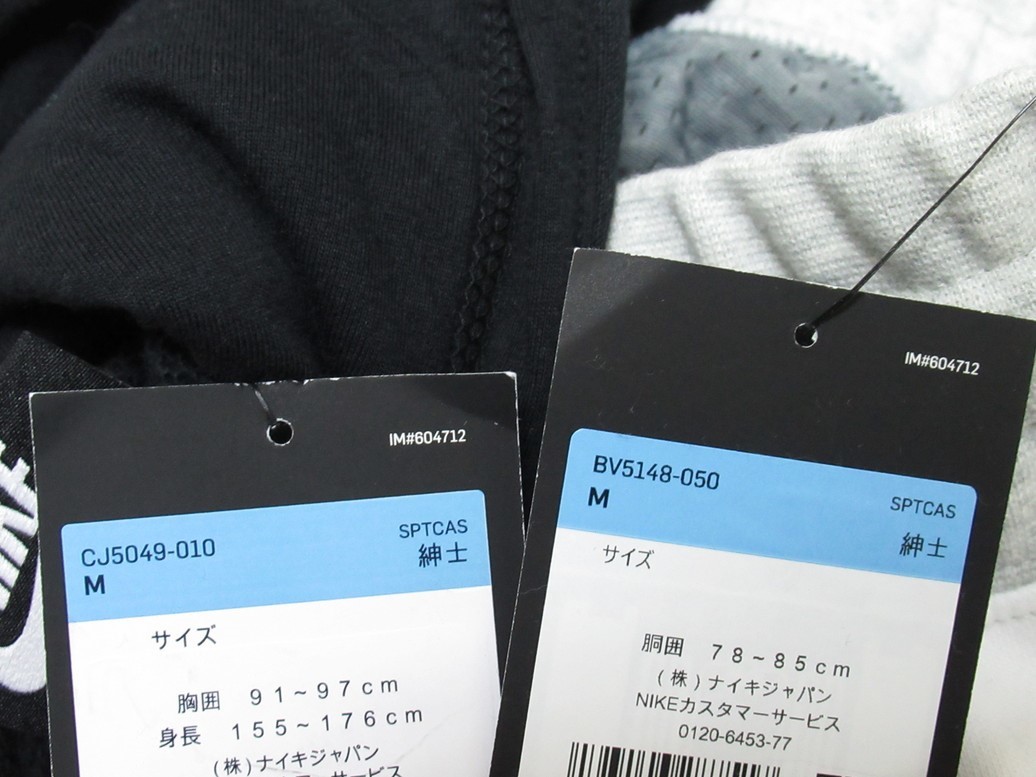 IM#604712
CJ5049-010
M
SPTCAS
紳士
サイズ
胸囲 91~97cm
身長 155~176cm
(株)ナイキジャパン
IM#604712
BV5148-050
M
SPTCAS
紳士
サイズ
胴囲 78~85cm
(株)ナイキジャパン
NIKEカスタマーサービス
0120-6453-77